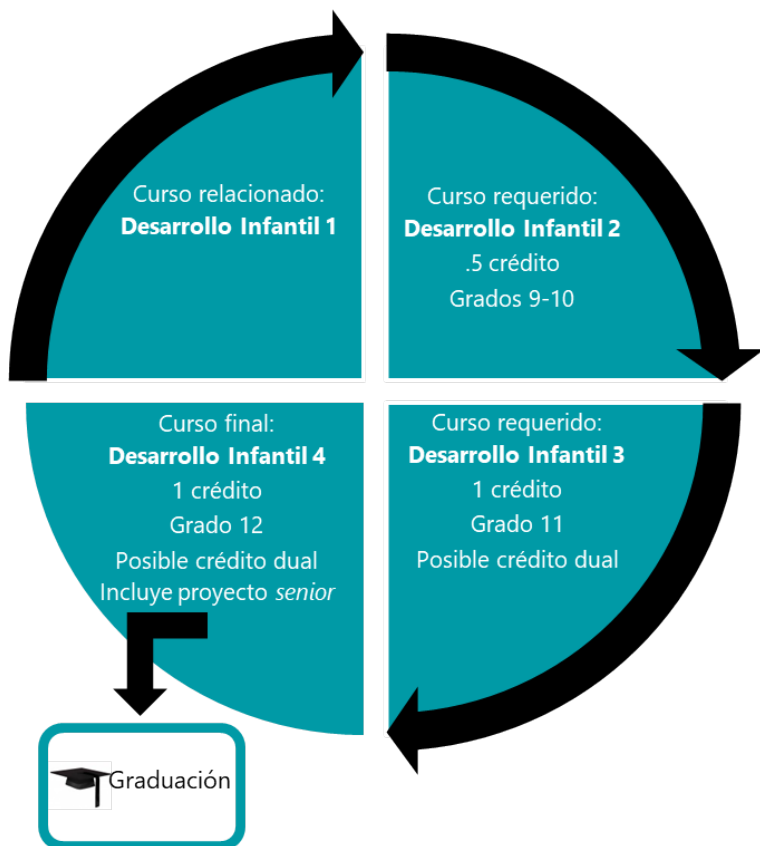 Curso relacionado:
Desarrollo Infantil 1
Curso requerido:
Desarrollo Infantil 2
.5 crédito
Grados 9-10
Curso requerido:
Desarrollo Infantil 3
1 crédito
Grado 11
Posible crédito dual
Curso final:
Desarrollo Infantil 4
1 crédito
Grado 12
Posible crédito dual
Incluye proyecto senior
Graduación